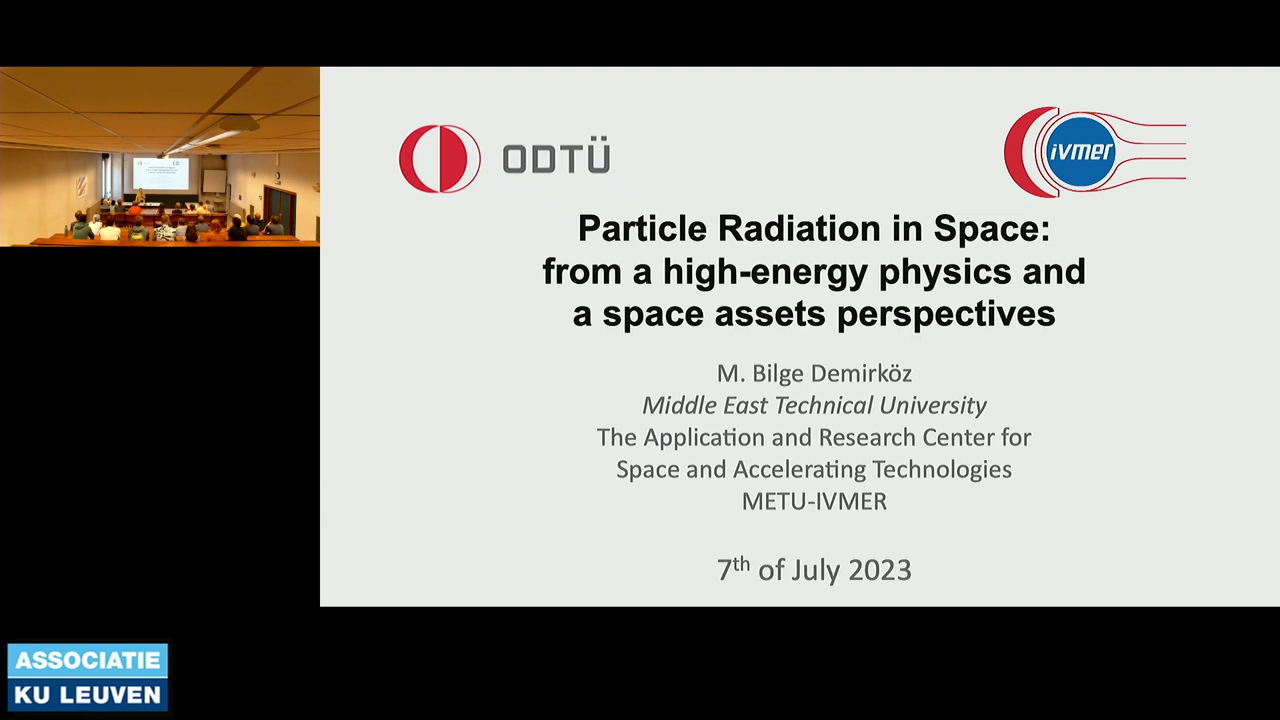 ODTÜ
ivmer
Particle Radiation in Space:
from a high-energy physics and
a space assets perspectives
M. Bilge Demirköz
Middle East Technical University
The Application and Research Center for
Space and Accelerating Technologies
METU-IVMER
7th of July 2023
ASSOCIATIE
KU LEUVEN